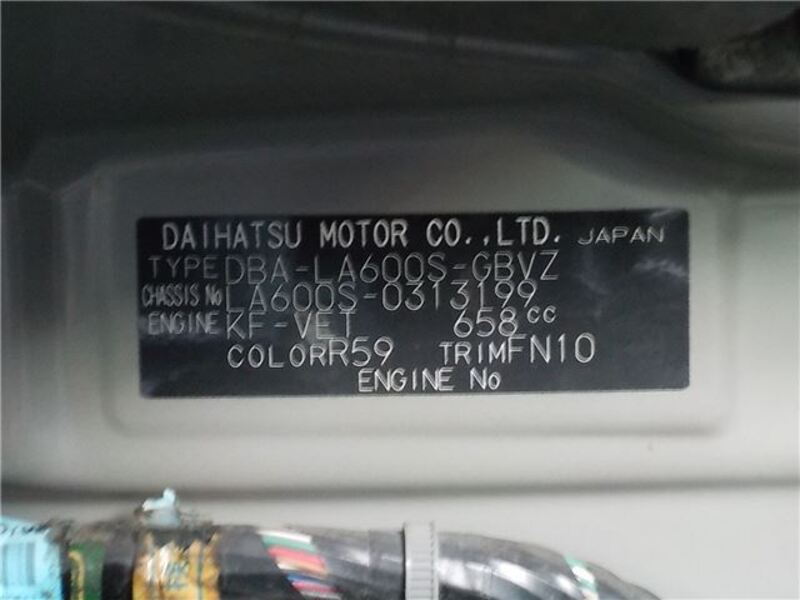 DAIHATSU MOTOR CO.,LTD. JAPAN
TYPE DBA-LA600S-GBVZ
CHASSIS No LA600S-0313199
ENGINE KF-VET 658cc
COLOR R59 TRIM FN10
ENGINE No